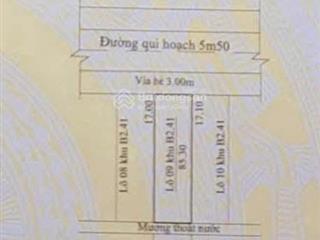 Đường qui hoạch 5m50
Vỉa hè 3.00m
Batdongsan
17.00
17.10
Lô 08 khu B2.41
Lô 09 khu B2.41
85.30
Lô 10 khu B2.41
Mương thoát nước